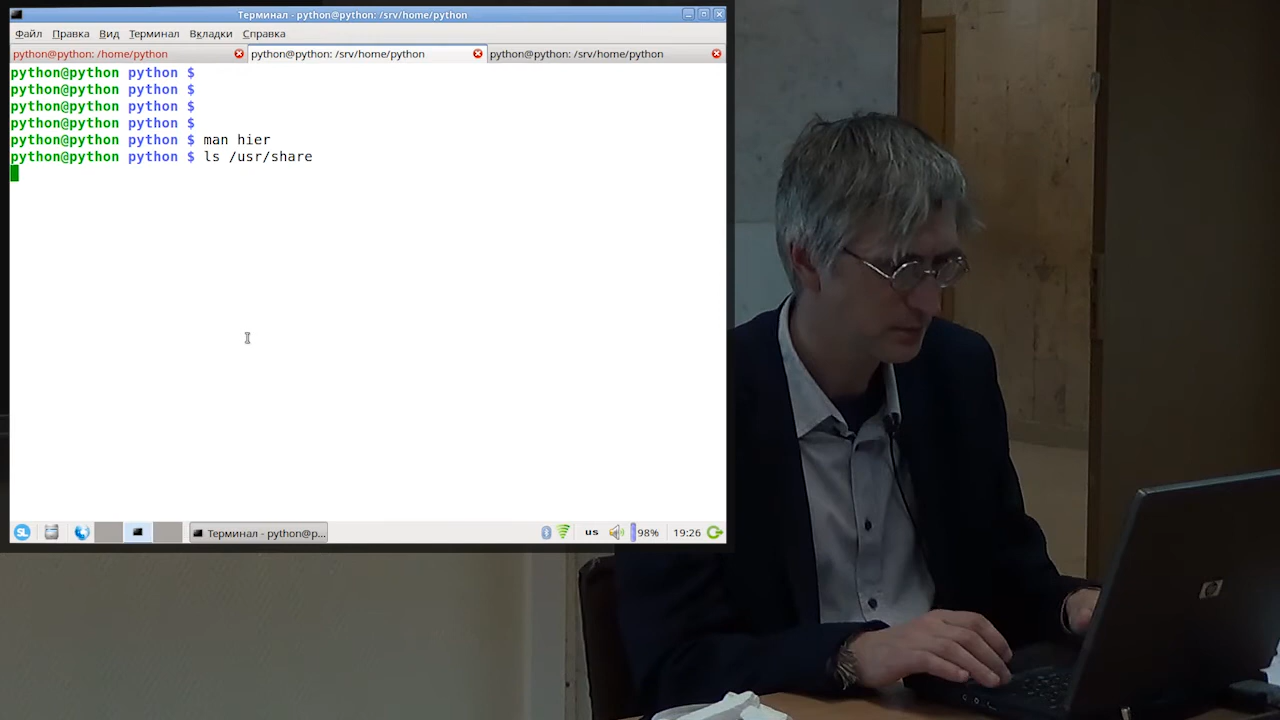 Терминал - python@python: /srv/home/python
Файл Правка Вид Терминал Вкладки Справка
python@python: /home/python python@python: /srv/home/python python@python: /srv/home/python
python@python python $
python@python python $
python@python python $
python@python python $
python@python python $ man hier
python@python python $ ls /usr/share
SL Терминал - python@p... us 98% 19:26
hp